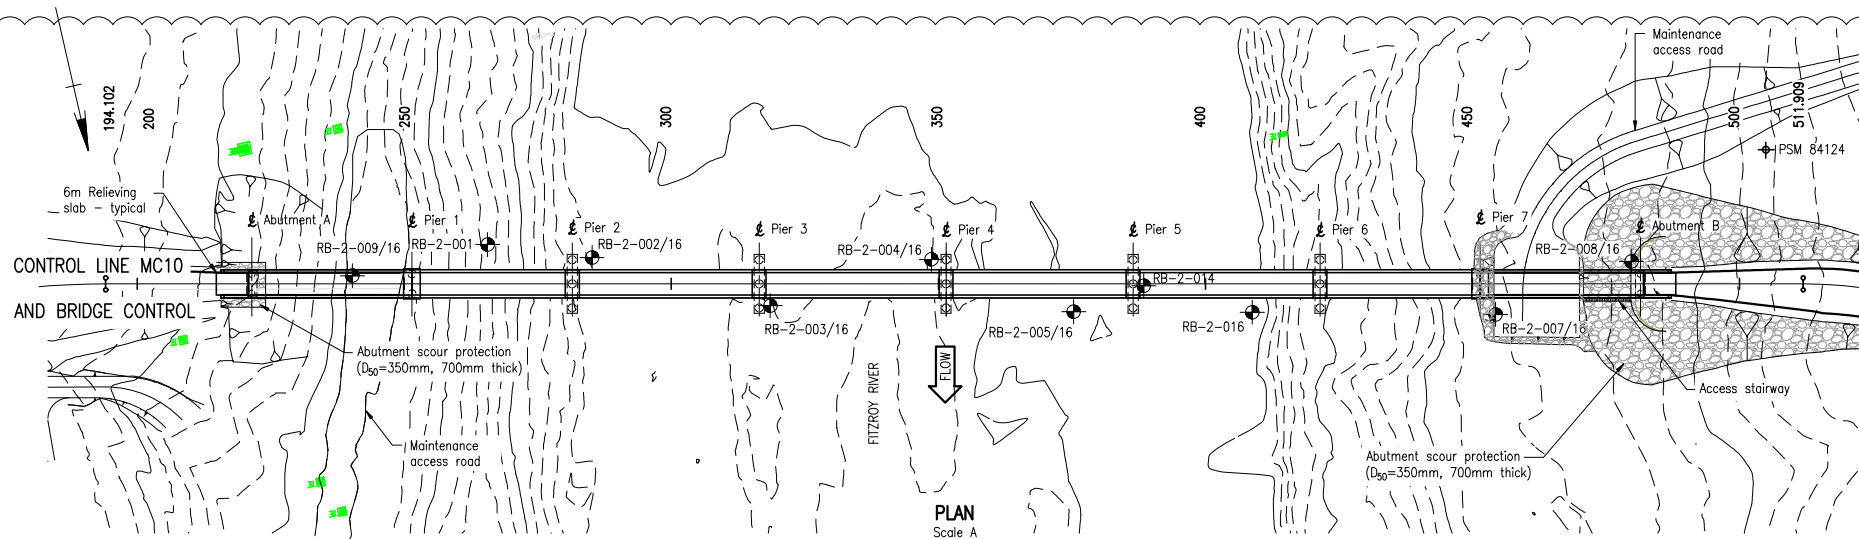 194.102
200
250
300
350
400
450
500
511.909
Maintenance
access road
PSM 84124
6m Relieving
slab - typical
℄ Abutment A
℄ Pier 1
℄ Pier 2
℄ Pier 3
℄ Pier 4
℄ Pier 5
℄ Pier 6
℄ Pier 7
℄ Abutment B
RB-2-009/16
RB-2-001
RB-2-002/16
RB-2-004/16
RB-2-014
RB-2-008/16
CONTROL LINE MC10
AND BRIDGE CONTROL
RB-2-003/16
RB-2-005/16
RB-2-016
RB-2-007/16
Abutment scour protection
(D50=350mm, 700mm thick)
FITZROY RIVER
FLOW
Access stairway
Maintenance
access road
Abutment scour protection
(D50=350mm, 700mm thick)
PLAN
Scale A